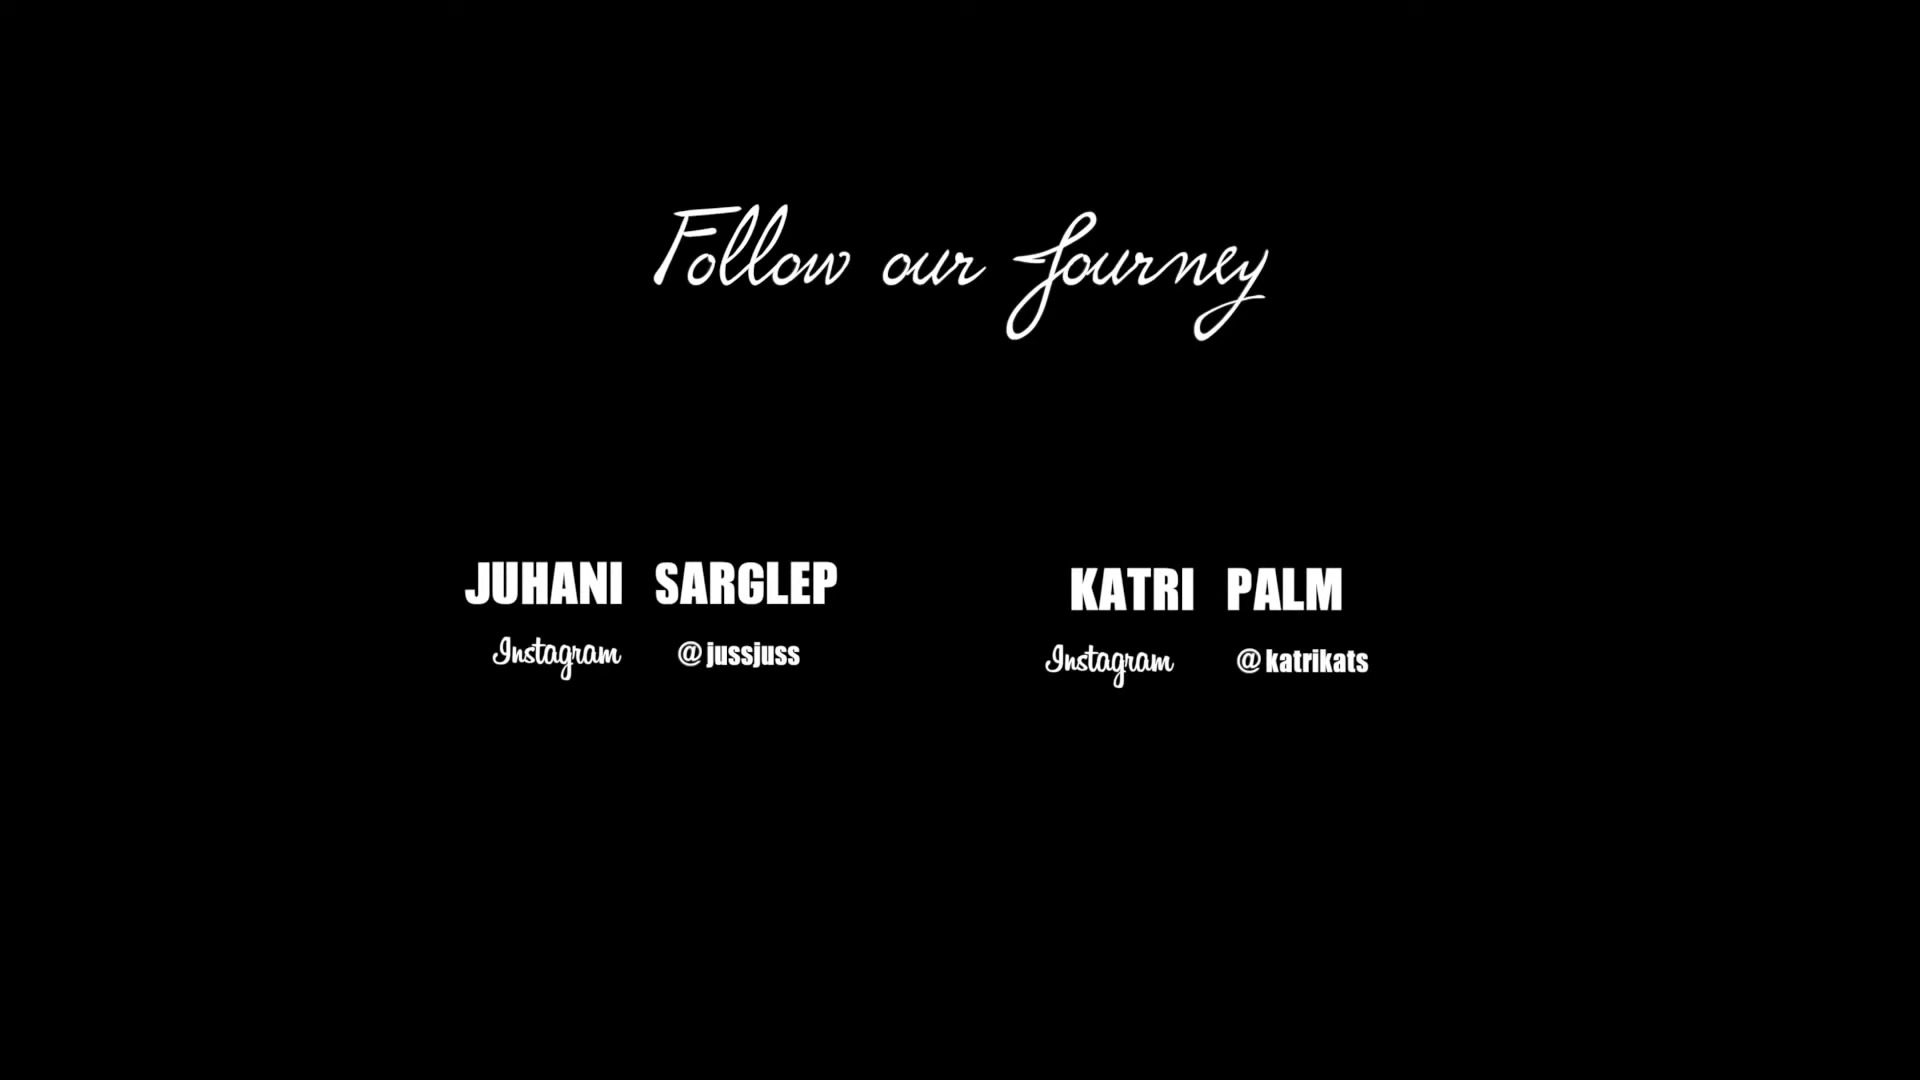 Follow our Journey
JUHANI SARGLEP
Instagram @jussjuss
KATRI PALM
Instagram @katrikats